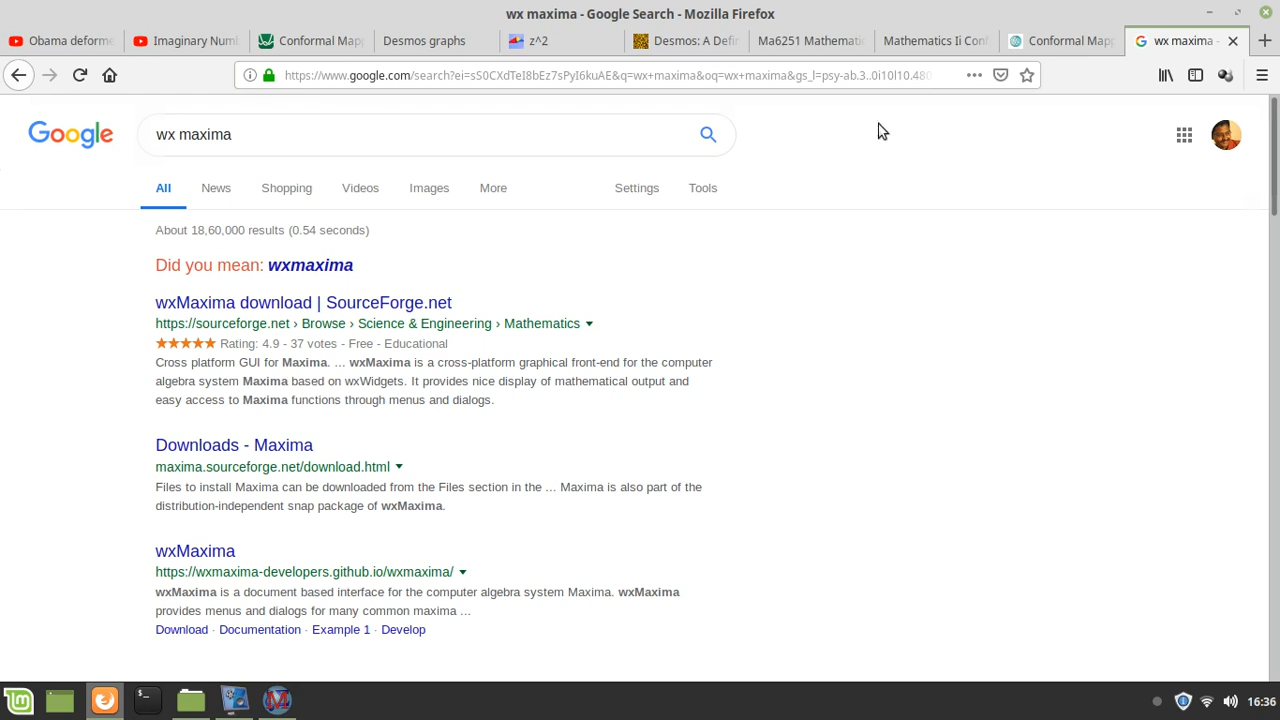 wx maxima - Google Search - Mozilla Firefox
Obama deforme
Imaginary Num
Conformal Map
Desmos graphs
z^2
Desmos: A Defi
Ma6251 Mathemati
Mathematics Ii Conf
Conformal Mapp
wx maxima -
https://www.google.com/search?ei=sS0CXdTeI8bEz7sPyI6kuAE&q=wx+maxima&oq=wx+maxima&gs_l=psy-ab.3..0i10l10.480
Google
wx maxima
All
News
Shopping
Videos
Images
More
Settings
Tools
About 18,60,000 results (0.54 seconds)
Did you mean: wxmaxima
wxMaxima download | SourceForge.net
https://sourceforge.net › Browse › Science & Engineering › Mathematics
Rating: 4.9 - 37 votes - Free - Educational
Cross platform GUI for Maxima. ... wxMaxima is a cross-platform graphical front-end for the computer
algebra system Maxima based on wxWidgets. It provides nice display of mathematical output and
easy access to Maxima functions through menus and dialogs.
Downloads - Maxima
maxima.sourceforge.net/download.html
Files to install Maxima can be downloaded from the Files section in the ... Maxima is also part of the
distribution-independent snap package of wxMaxima.
wxMaxima
https://wxmaxima-developers.github.io/wxmaxima/
wxMaxima is a document based interface for the computer algebra system Maxima. wxMaxima
provides menus and dialogs for many common maxima ...
Download · Documentation · Example 1 · Develop
16:36